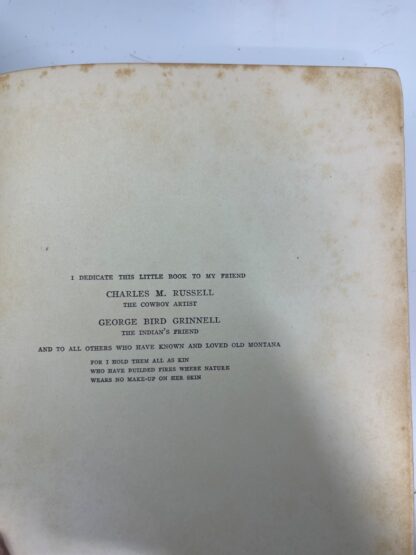 I DEDICATE THIS LITTLE BOOK TO MY FRIEND
CHARLES M. RUSSELL
THE COWBOY ARTIST
GEORGE BIRD GRINNELL
THE INDIAN'S FRIEND
AND TO ALL OTHERS WHO HAVE KNOWN AND LOVED OLD MONTANA
FOR I HOLD THEM ALL AS KIN
WHO HAVE BUILDED FIRES WHERE NATURE
WEARS NO MAKE-UP ON HER SKIN